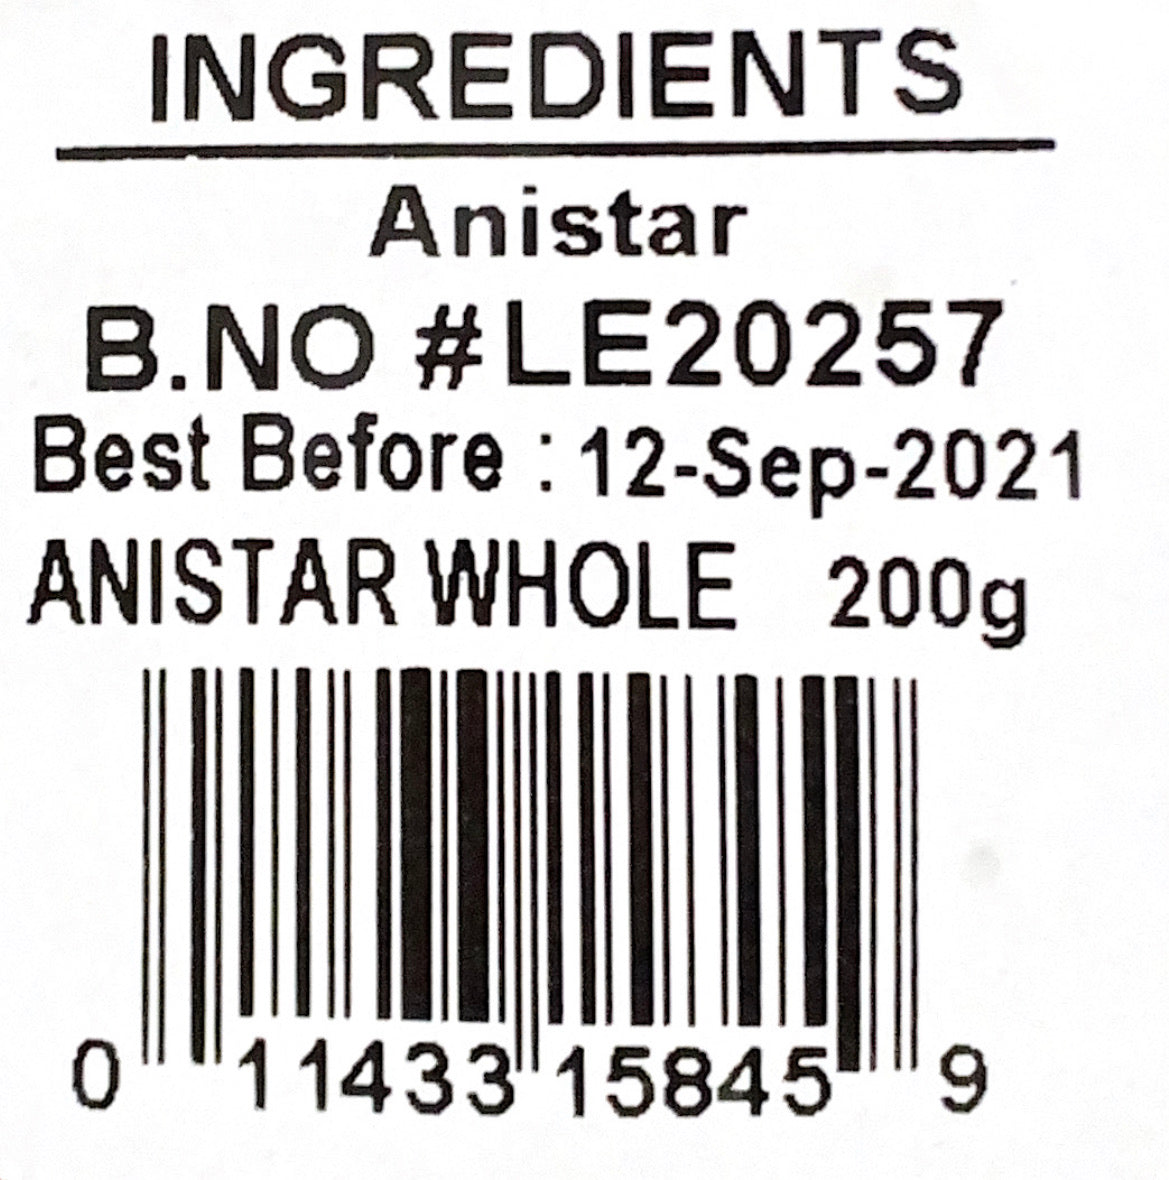 INGREDIENTS
Anistar
B.NO #LE20257
Best Before : 12-Sep-2021
ANISTAR WHOLE 200g
0 11433 15845 9